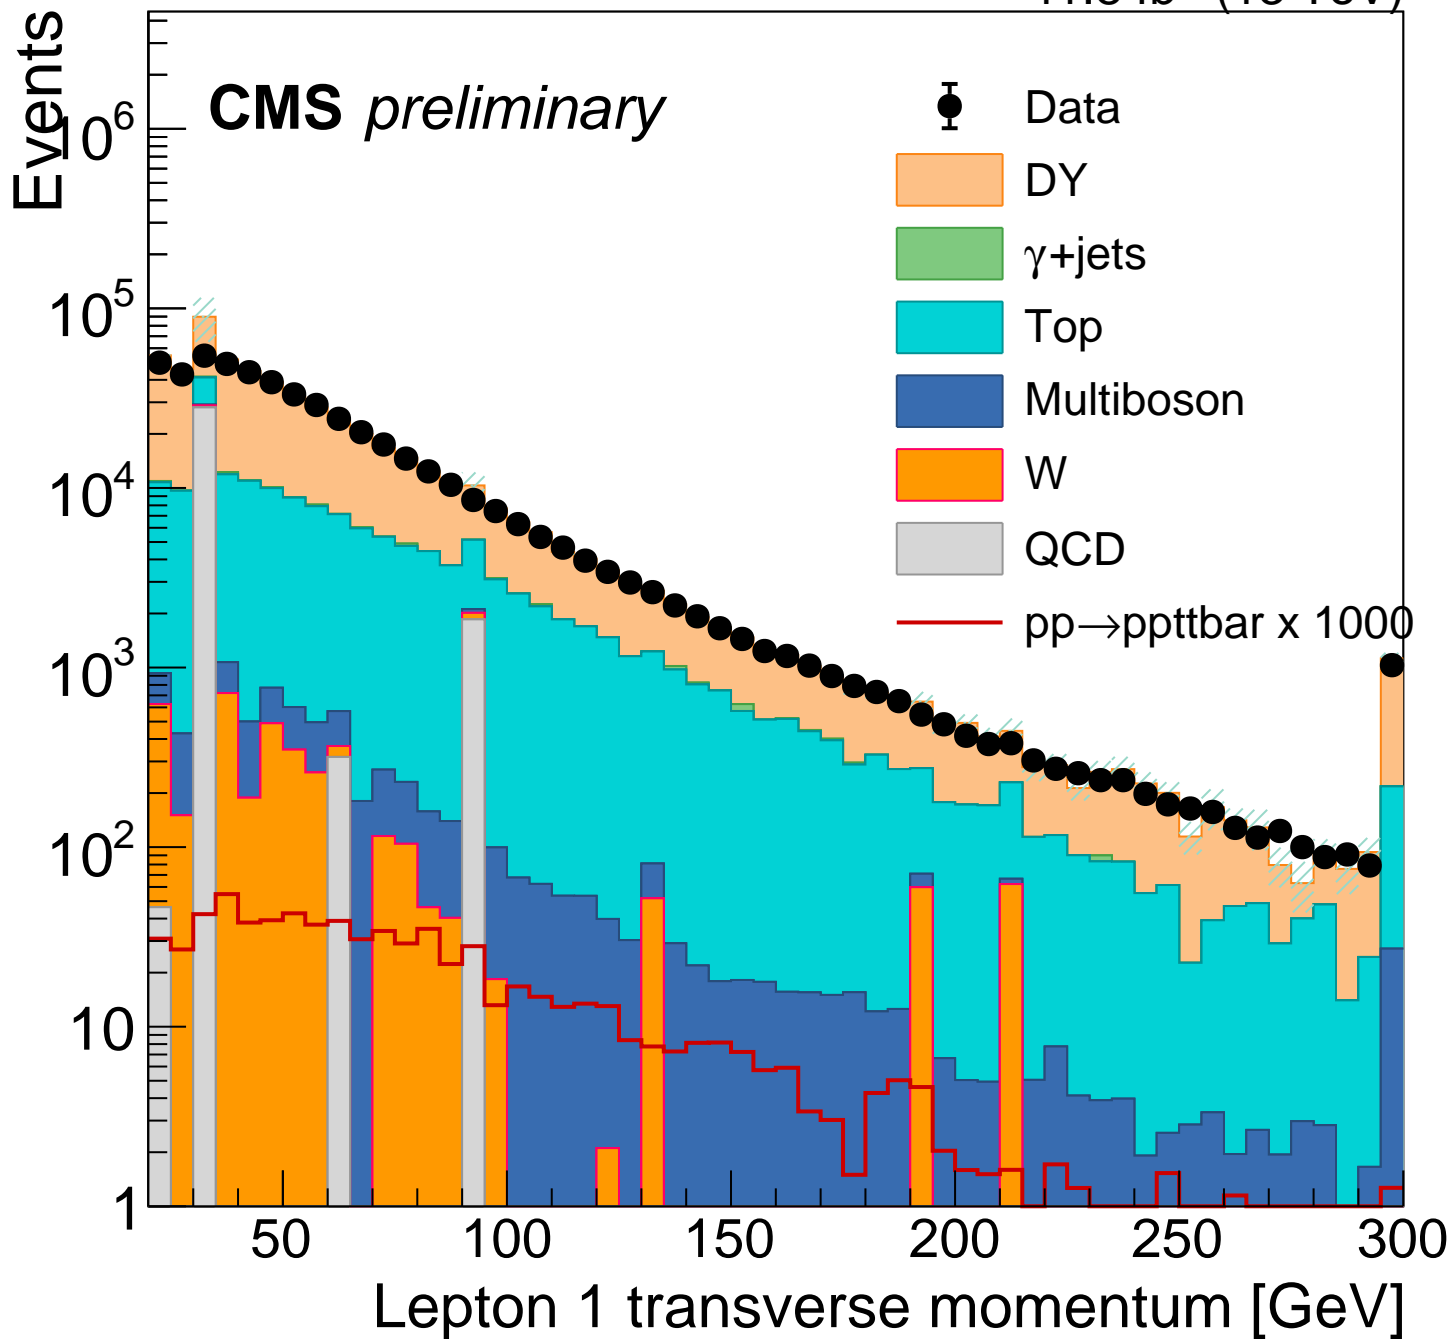 Events
CMS preliminary
Data
DY
γ+jets
Top
Multiboson
W
QCD
pp→ppttbar x 1000
10⁶
10⁵
10⁴
10³
10²
10
1
50 100 150 200 250 300
Lepton 1 transverse momentum [GeV]